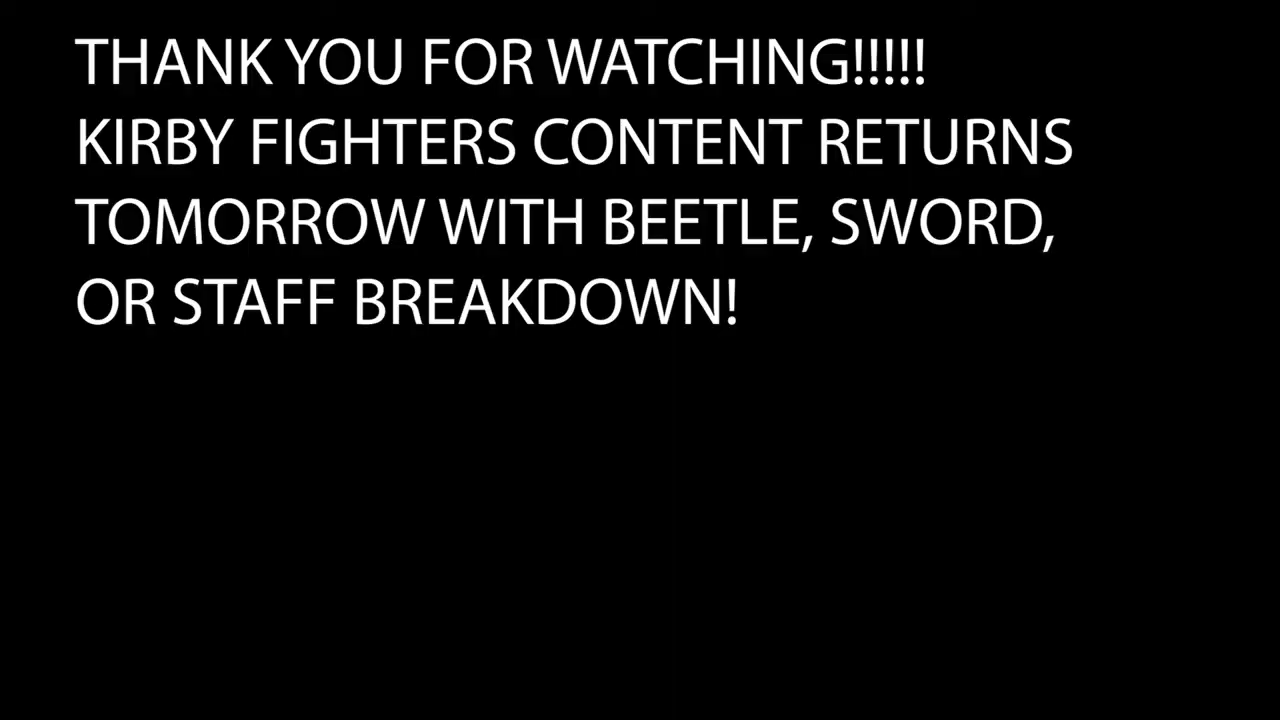 THANK YOU FOR WATCHING!!!!!
KIRBY FIGHTERS CONTENT RETURNS
TOMORROW WITH BEETLE, SWORD,
OR STAFF BREAKDOWN!